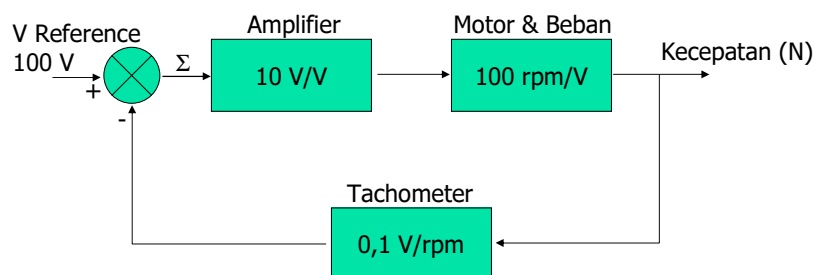 V Reference
100 V
+
-
Σ
Amplifier
10 V/V
Motor & Beban
100 rpm/V
Kecepatan (N)
Tachometer
0,1 V/rpm